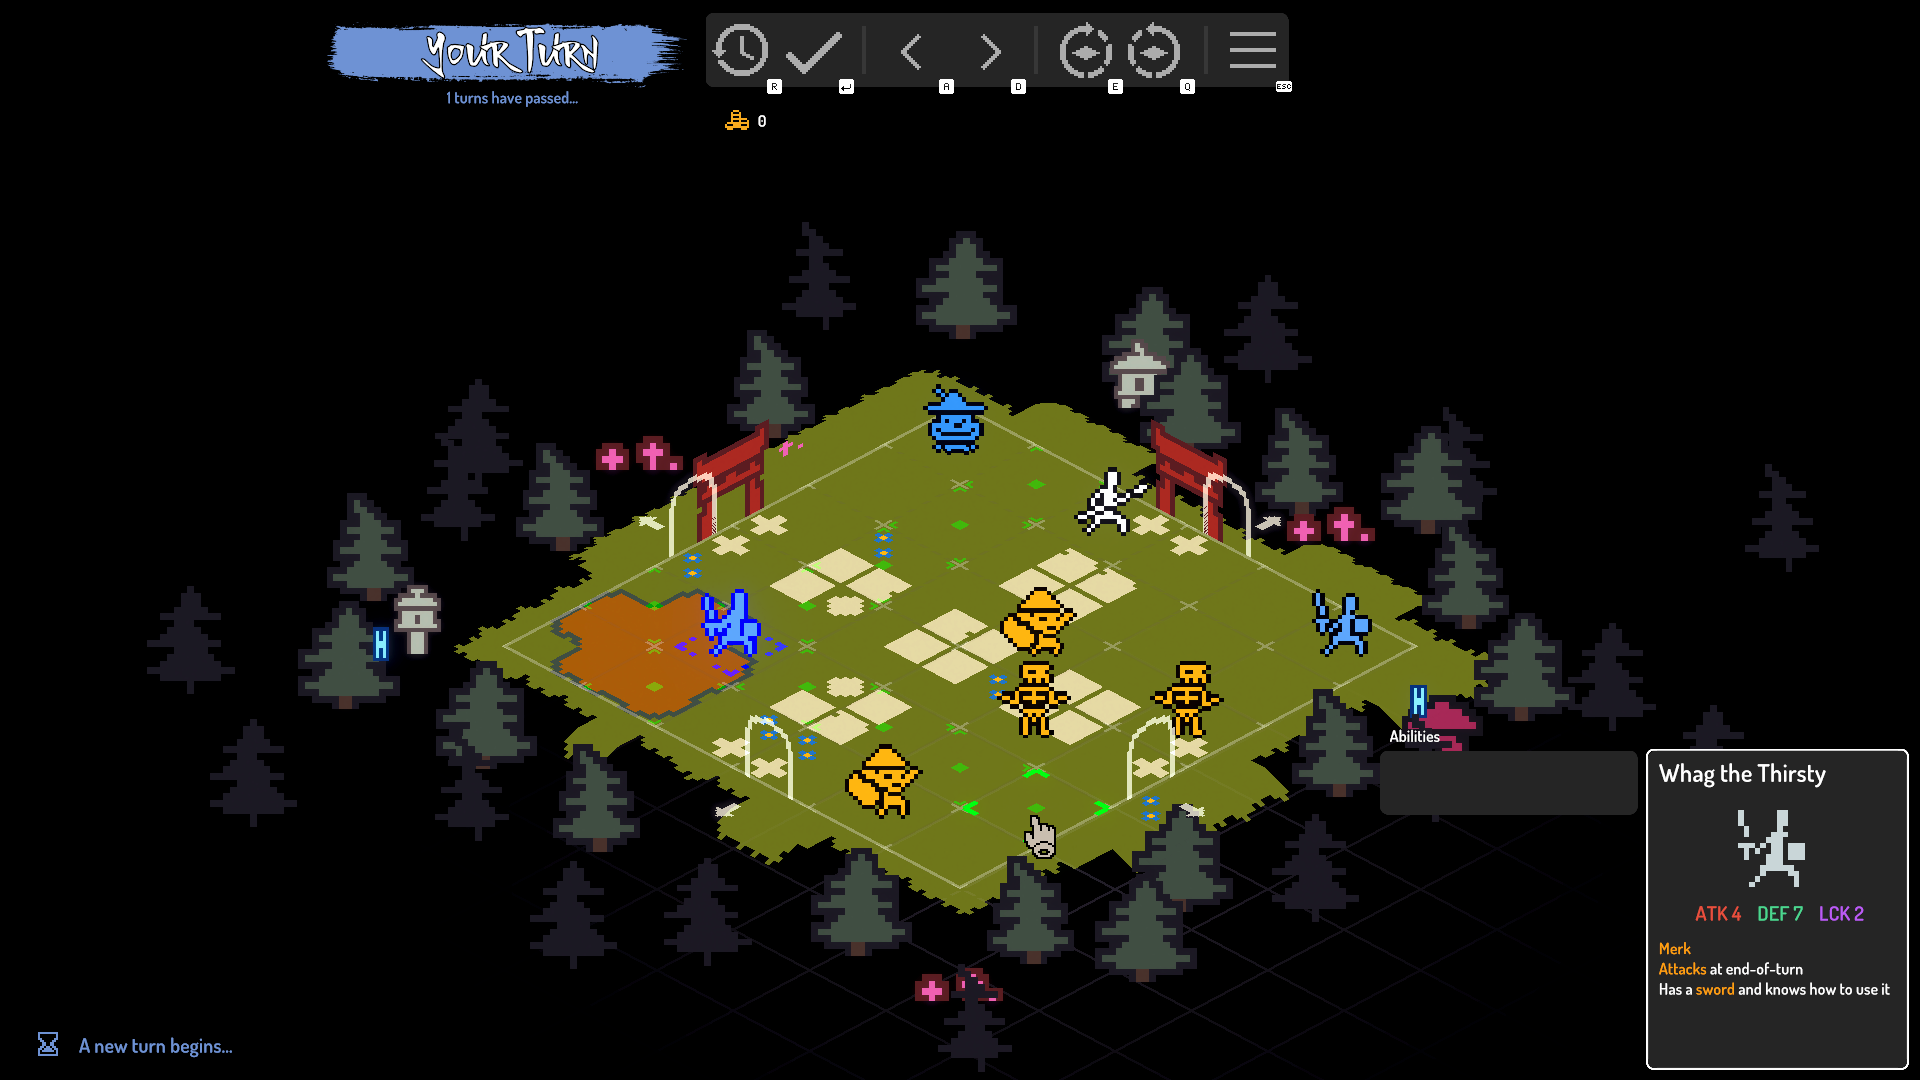 YOUR TURN
1 turns have passed...
R
A
D
E
Q
ESC
0
H
H
Abilities
Whag the Thirsty
ATK 4 DEF 7 LCK 2
Merk
Attacks at end-of-turn
Has a sword and knows how to use it
A new turn begins...